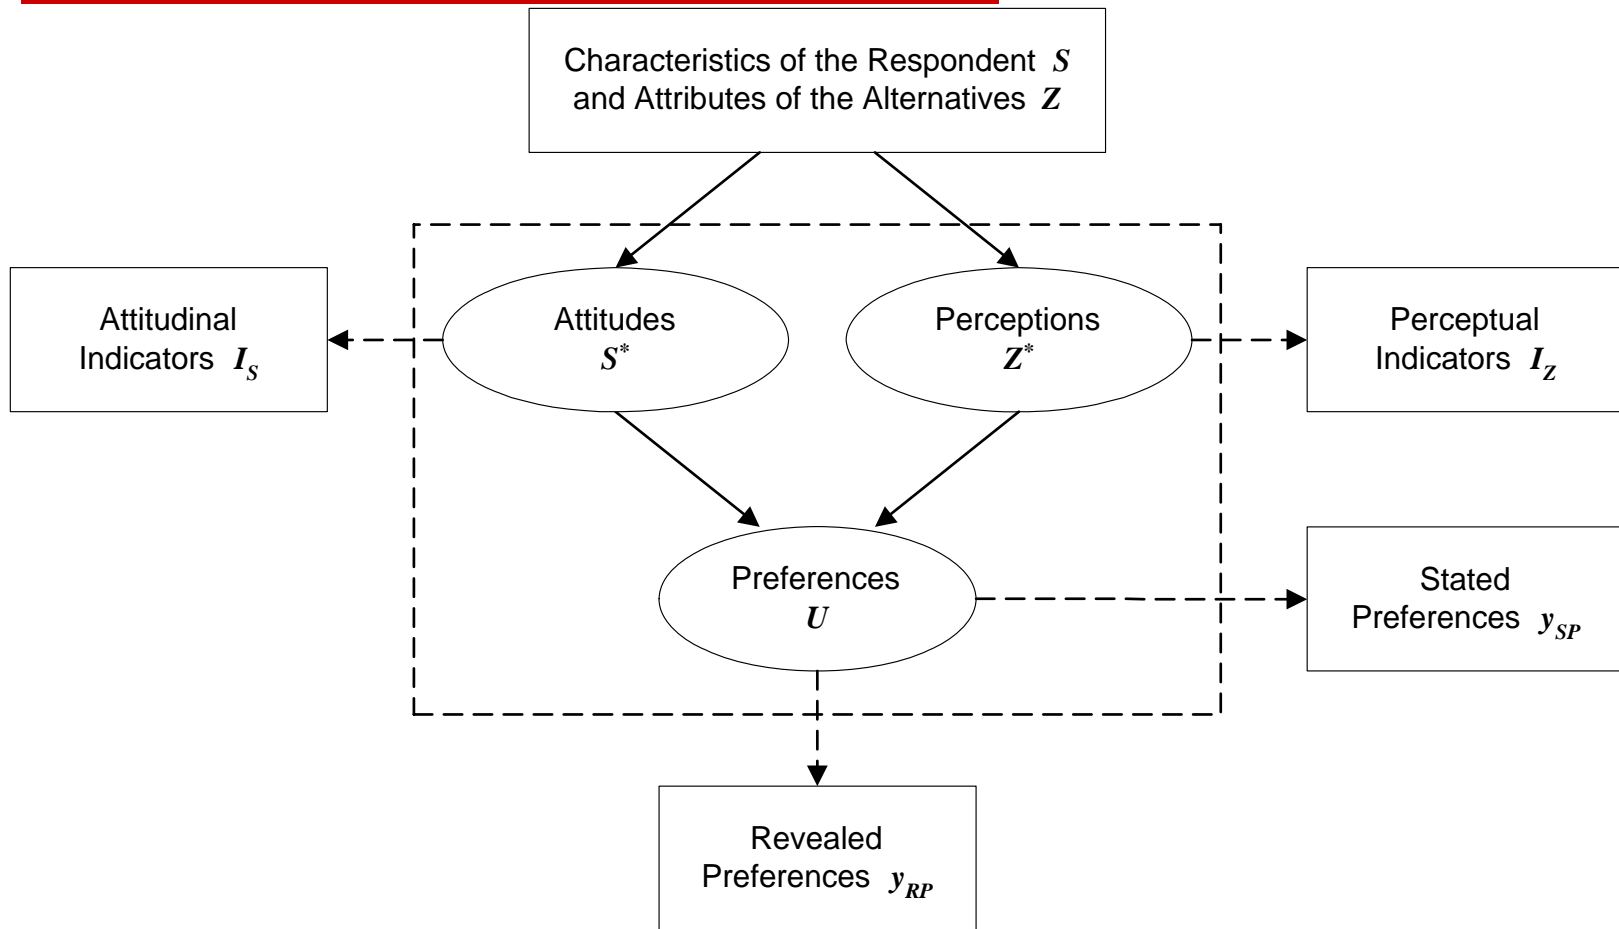 Characteristics of the Respondent S
and Attributes of the Alternatives Z
Attitudinal
Indicators I_S
Attitudes
S*
Perceptions
Z*
Perceptual
Indicators I_Z
Preferences
U
Stated
Preferences y_SP
Revealed
Preferences y_RP